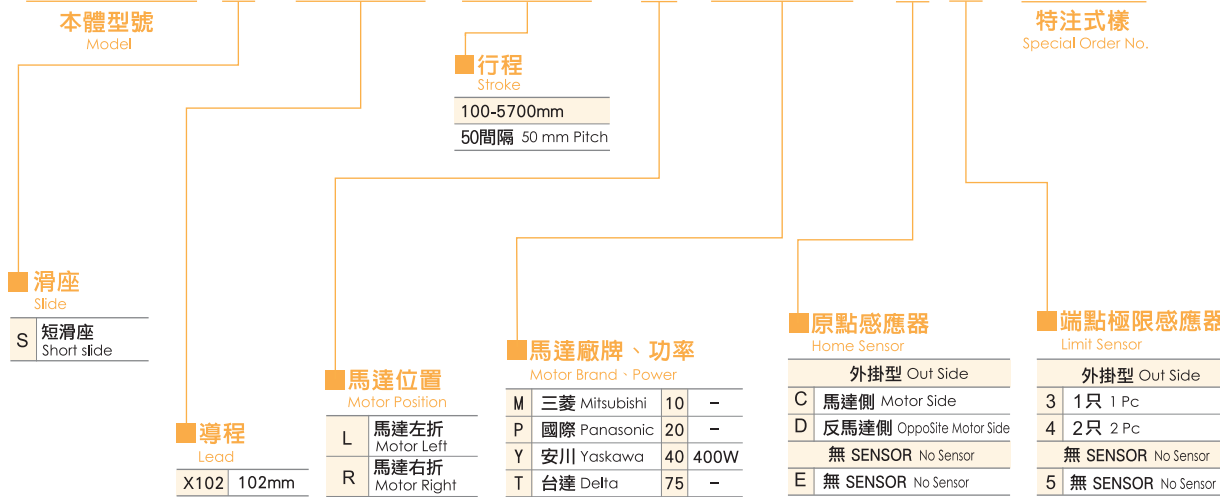 本體型號
Model
特注式樣
Special Order No.
行程
Stroke
100-5700mm
50間隔 50 mm Pitch
滑座
Slide
S 短滑座
Short slide
導程
Lead
X102 102mm
馬達位置
Motor Position
L 馬達左折
Motor Left
R 馬達右折
Motor Right
馬達廠牌、功率
Motor Brand、Power
M 三菱 Mitsubishi 10 –
P 國際 Panasonic 20 –
Y 安川 Yaskawa 40 400W
T 台達 Delta 75 –
原點感應器
Home Sensor
外掛型 Out Side
C 馬達側 Motor Side
D 反馬達側 OppoSite Motor Side
無 SENSOR No Sensor
E 無 SENSOR No Sensor
端點極限感應器
Limit Sensor
外掛型 Out Side
3 1只 1 Pc
4 2只 2 Pc
無 SENSOR No Sensor
5 無 SENSOR No Sensor